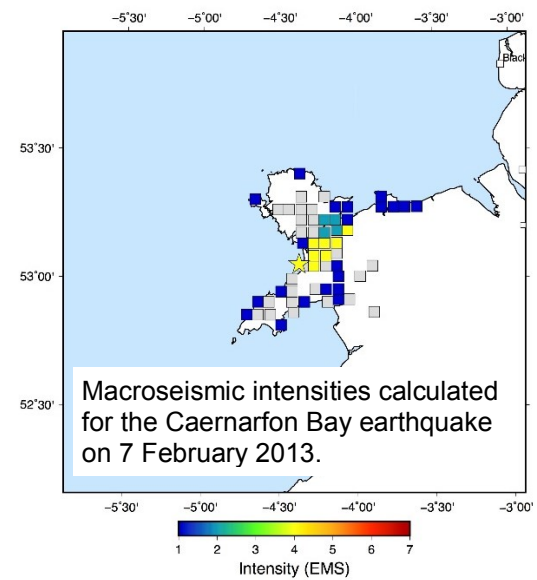 −5°30' −5°00' −4°30' −4°00' −3°30' −3°00'
Black
53°30'
53°00'
52°30'
Macroseismic intensities calculated
for the Caernarfon Bay earthquake
on 7 February 2013.
−5°30' −5°00' −4°30' −4°00' −3°30' −3°00'
1 2 3 4 5 6 7
Intensity (EMS)